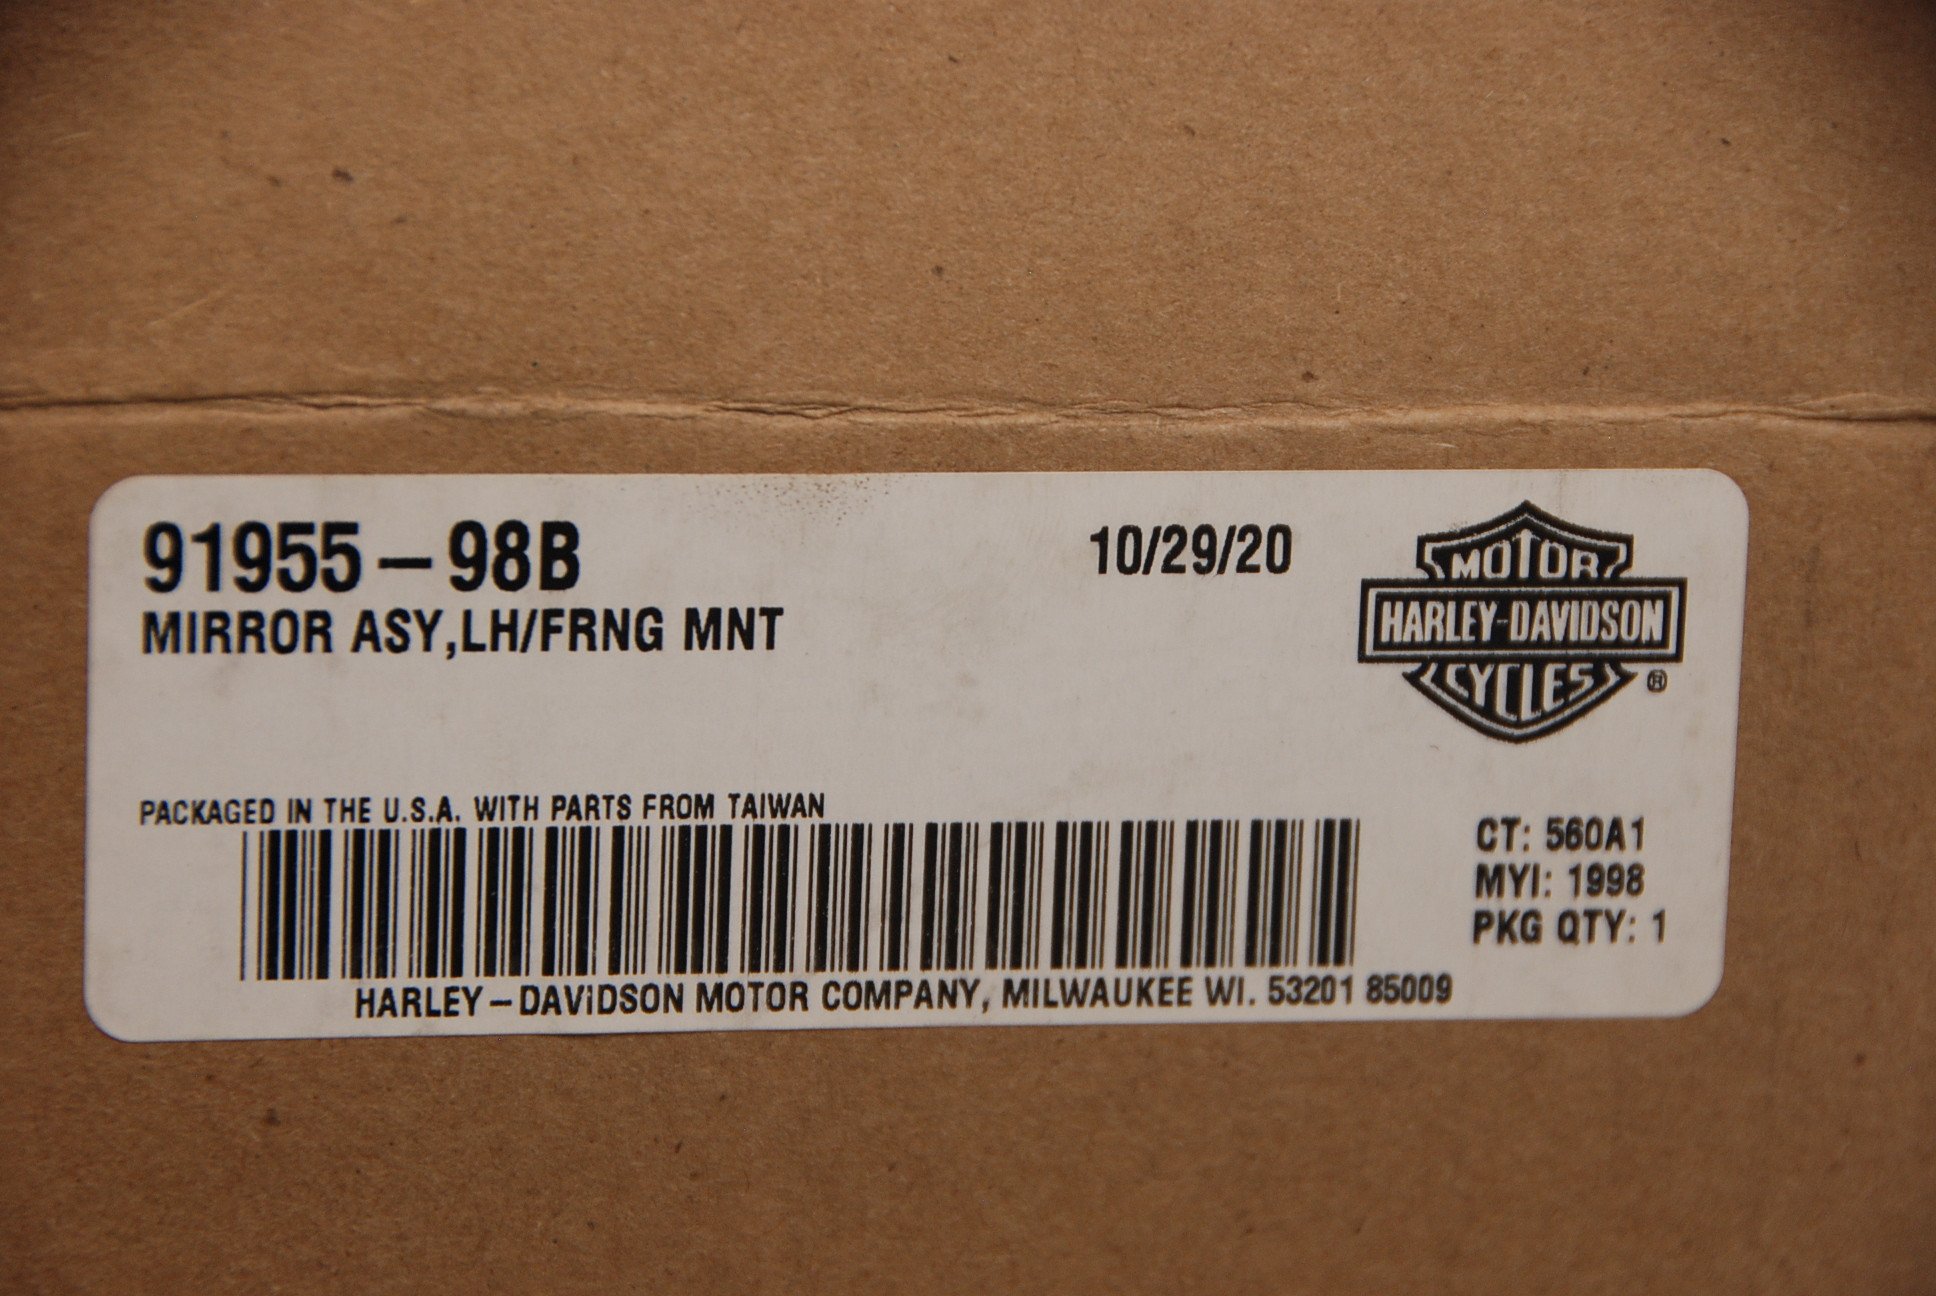 91955-98B
10/29/20
MOTOR
HARLEY-DAVIDSON
CYCLES
®
MIRROR ASY,LH/FRNG MNT
PACKAGED IN THE U.S.A. WITH PARTS FROM TAIWAN
CT: 560A1
MYI: 1998
PKG QTY: 1
HARLEY-DAVIDSON MOTOR COMPANY, MILWAUKEE WI. 53201 85009